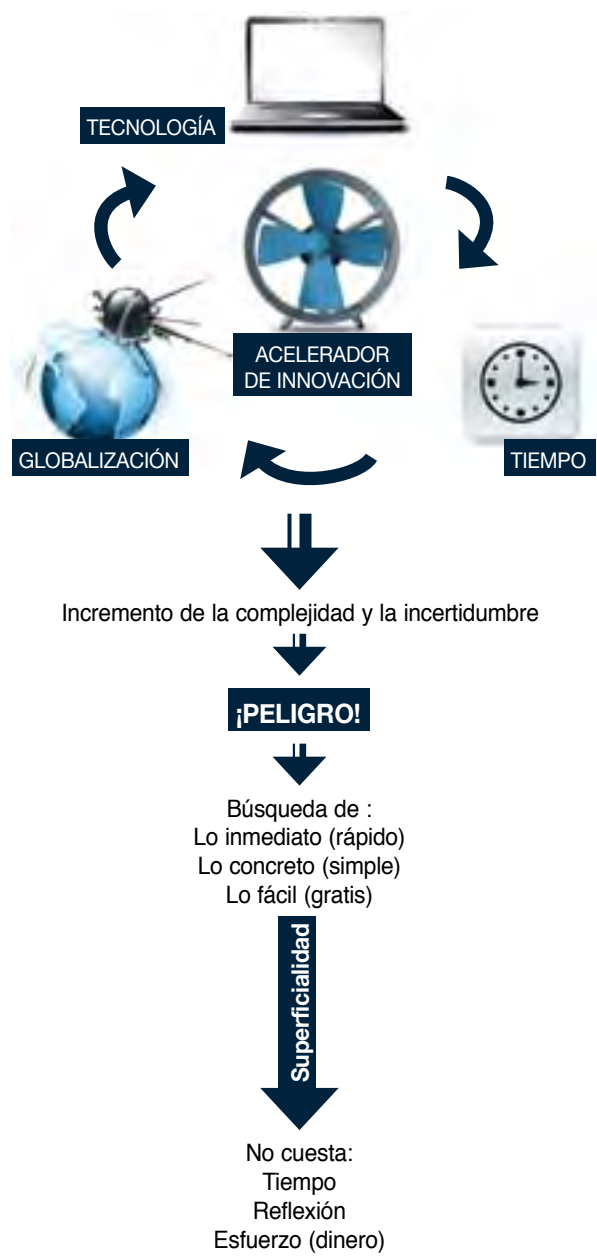 TECNOLOGÍA
ACELERADOR
DE INNOVACIÓN
GLOBALIZACIÓN
TIEMPO
Incremento de la complejidad y la incertidumbre
¡PELIGRO!
Búsqueda de :
Lo inmediato (rápido)
Lo concreto (simple)
Lo fácil (gratis)
Superficialidad
No cuesta:
Tiempo
Reflexión
Esfuerzo (dinero)